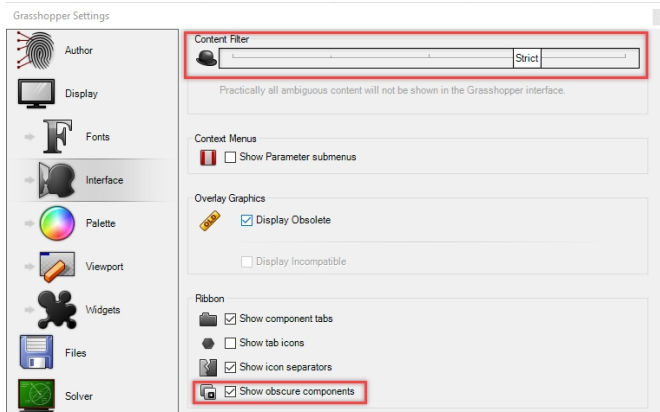 Grasshopper Settings
Author
Display
Fonts
Interface
Palette
Viewport
Widgets
Files
Solver
Content Filter
Strict
Practically all ambiguous content will not be shown in the Grasshopper interface.
Context Menus
Show Parameter submenus
Overlay Graphics
OLD
Display Obsolete
Display Incompatible
Ribbon
Show component tabs
Show tab icons
Show icon separators
Show obscure components